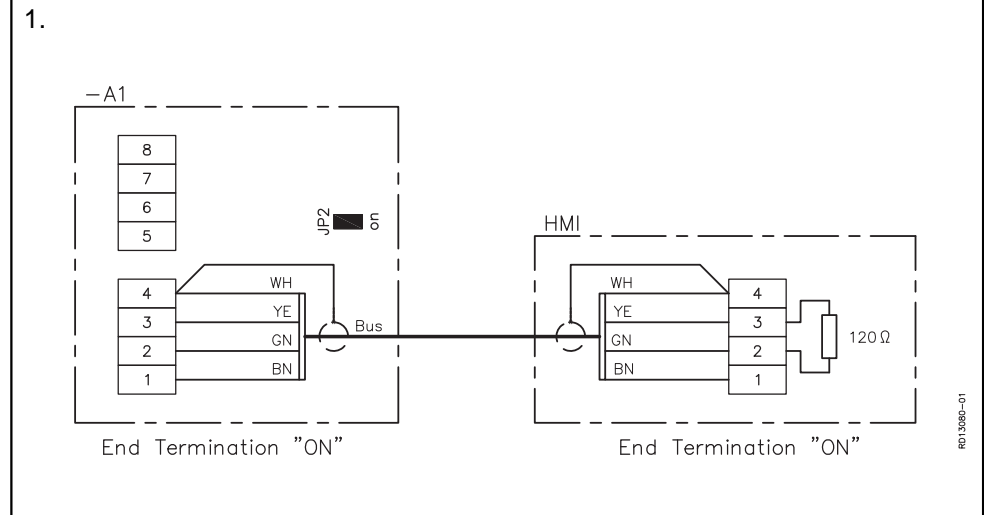 1.
-A1
8
7
6
5
JP2
on
HMI
4
3
2
1
WH
YE
GN
BN
Bus
WH
YE
GN
BN
4
3
2
1
120Ω
End Termination "ON"
End Termination "ON"
RD13080-01